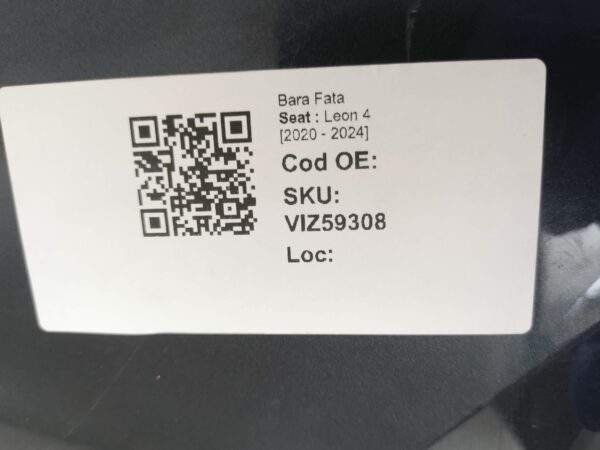 Bara Fata
Seat : Leon 4
[2020 - 2024]
Cod OE:
SKU:
VIZ59308
Loc: